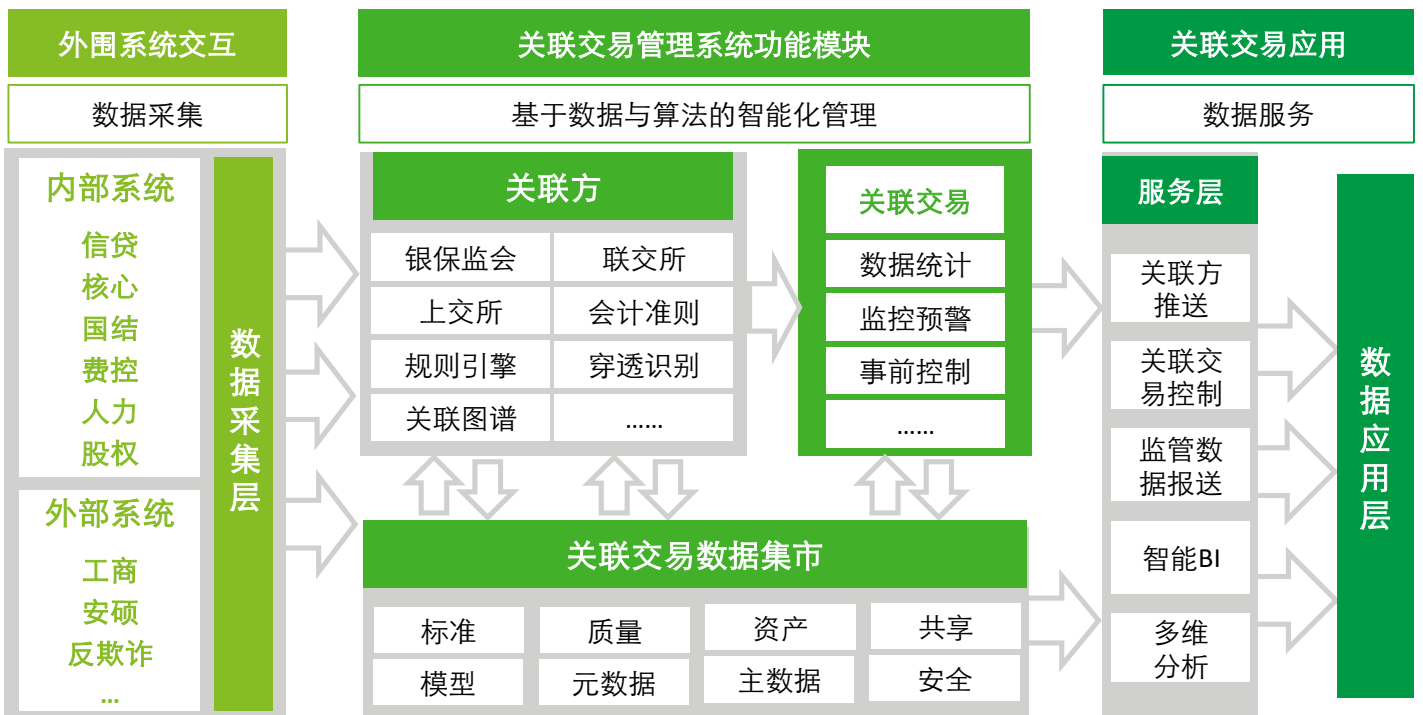 外围系统交互
数据采集
内部系统
信贷
核心
国结
费控
人力
股权
外部系统
工商
安硕
反欺诈
...
数据采集层
关联交易管理系统功能模块
基于数据与算法的智能化管理
关联方
银保监会
联交所
上交所
会计准则
规则引擎
穿透识别
关联图谱
......
关联交易
数据统计
监控预警
事前控制
......
关联交易数据集市
标准
质量
资产
共享
模型
元数据
主数据
安全
关联交易应用
数据服务
服务层
关联方
推送
关联交
易控制
监管数
据报送
智能BI
多维
分析
数据应用层